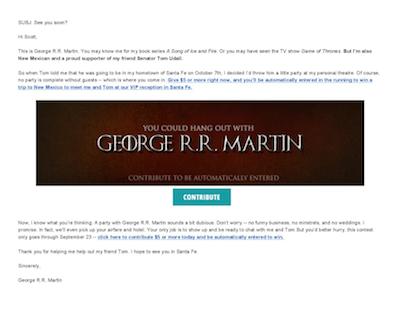 SUBJ: See you soon?
Hi Scott,
This is George R.R. Martin. You may know me for my book series A Song of Ice and Fire. Or you may have seen the TV show Game of Thrones. But I'm also
New Mexican and a proud supporter of my friend Senator Tom Udall.
So when Tom told me that he was going to be in my hometown of Santa Fe on October 7th, I decided I'd throw him a little party at my personal theatre. Of course,
no party is complete without guests -- which is where you come in. Give $5 or more right now, and you'll be automatically entered in the running to win a
trip to New Mexico to meet me and Tom at our VIP reception in Santa Fe.
YOU COULD HANG OUT WITH
GEORGE R.R. MARTIN
CONTRIBUTE TO BE AUTOMATICALLY ENTERED
CONTRIBUTE
Now, I know what you're thinking. A party with George R.R. Martin sounds a bit dubious. Don't worry -- no funny business, no minstrels, and no weddings. I
promise. In fact, we'll even pick up your airfare and hotel. Your only job is to show up and be ready to chat with me and Tom. But you'd better hurry, this contest
only goes through September 23 -- click here to contribute $5 or more today and be automatically entered to win.
Thank you for helping me help out my friend Tom. I hope to see you in Santa Fe.
Sincerely,
George R.R. Martin